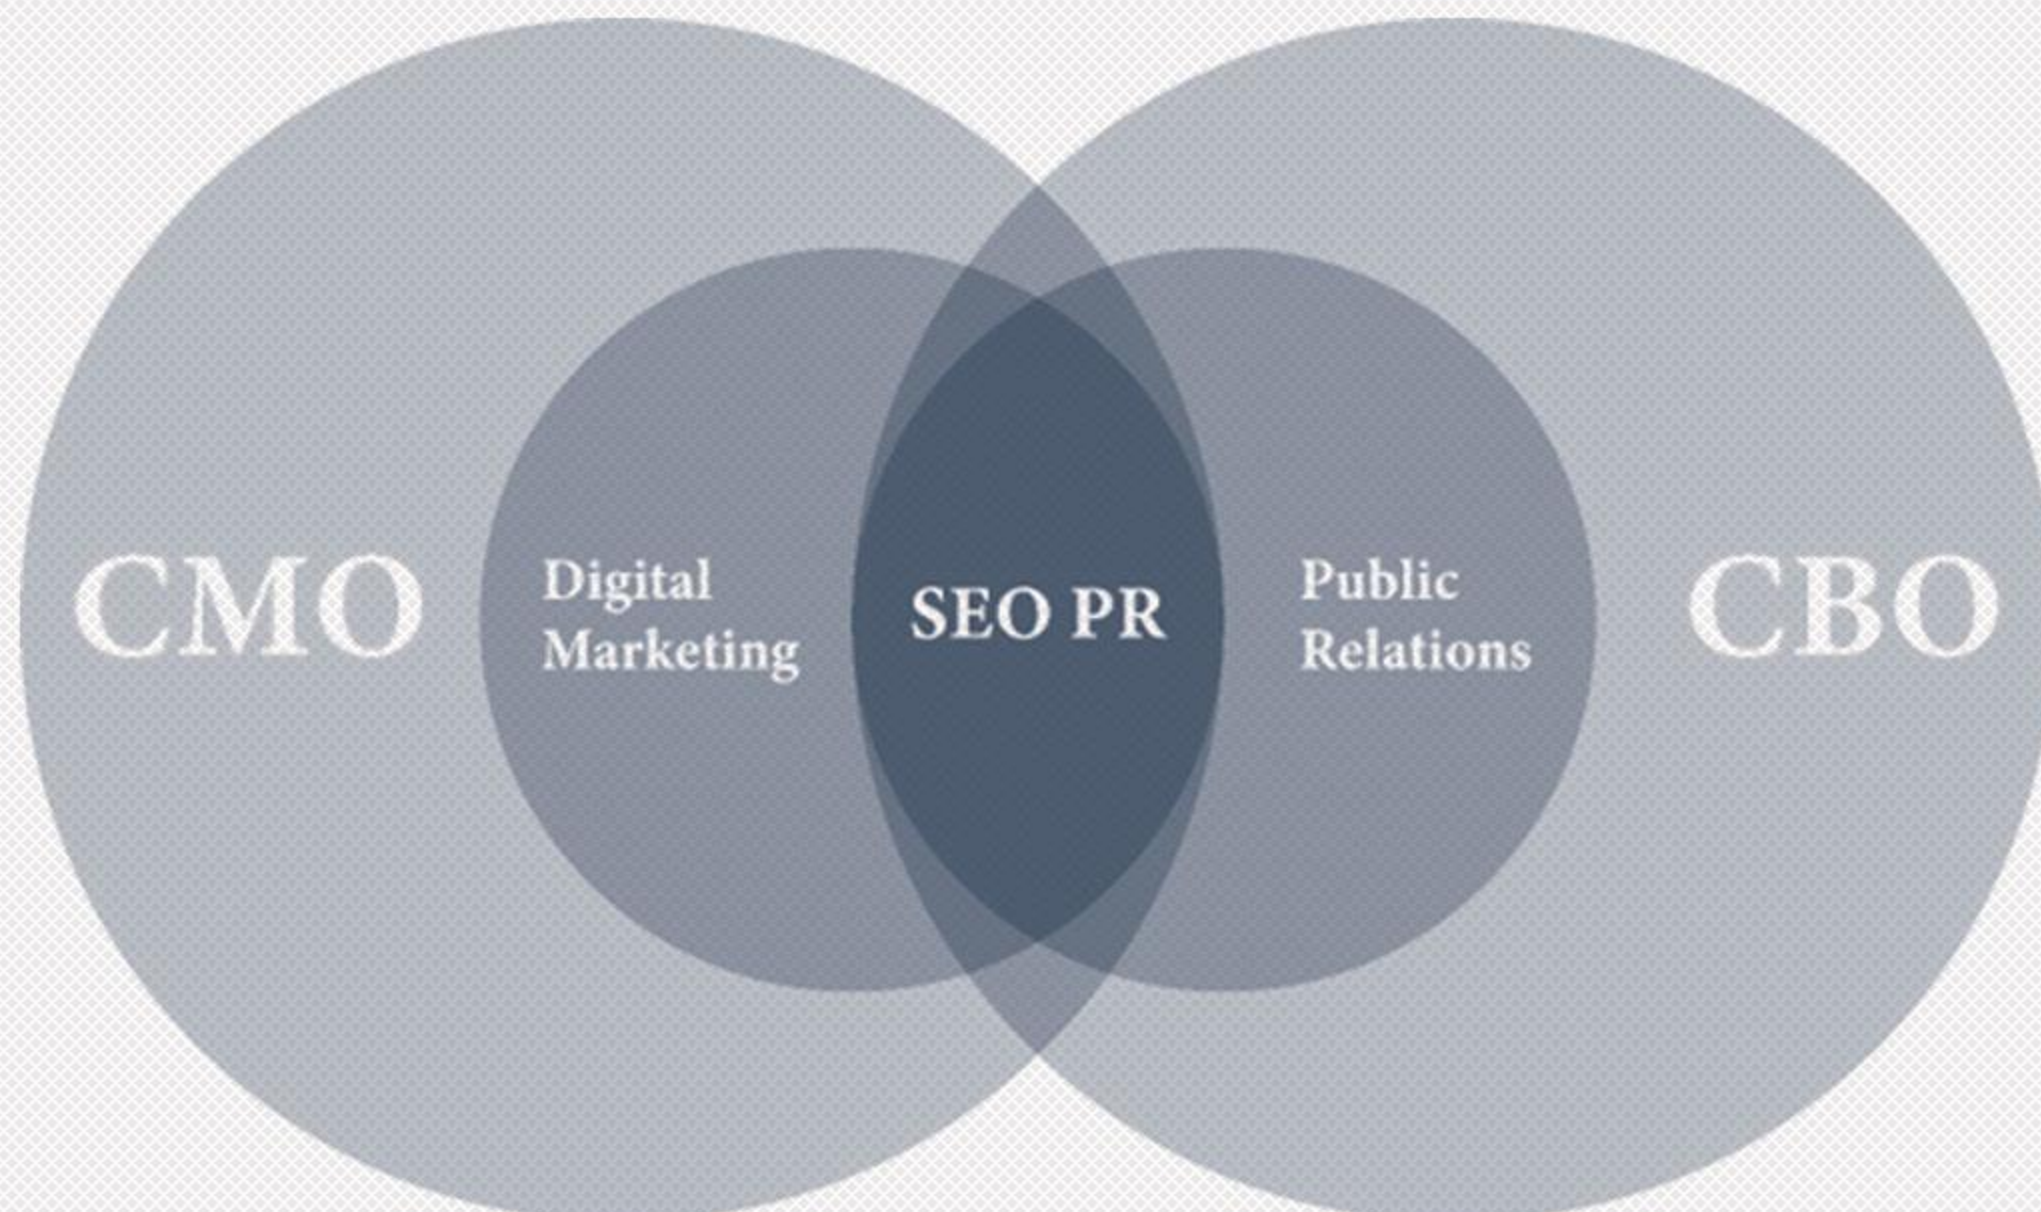 CMO
Digital
Marketing
SEO PR
Public
Relations
CBO